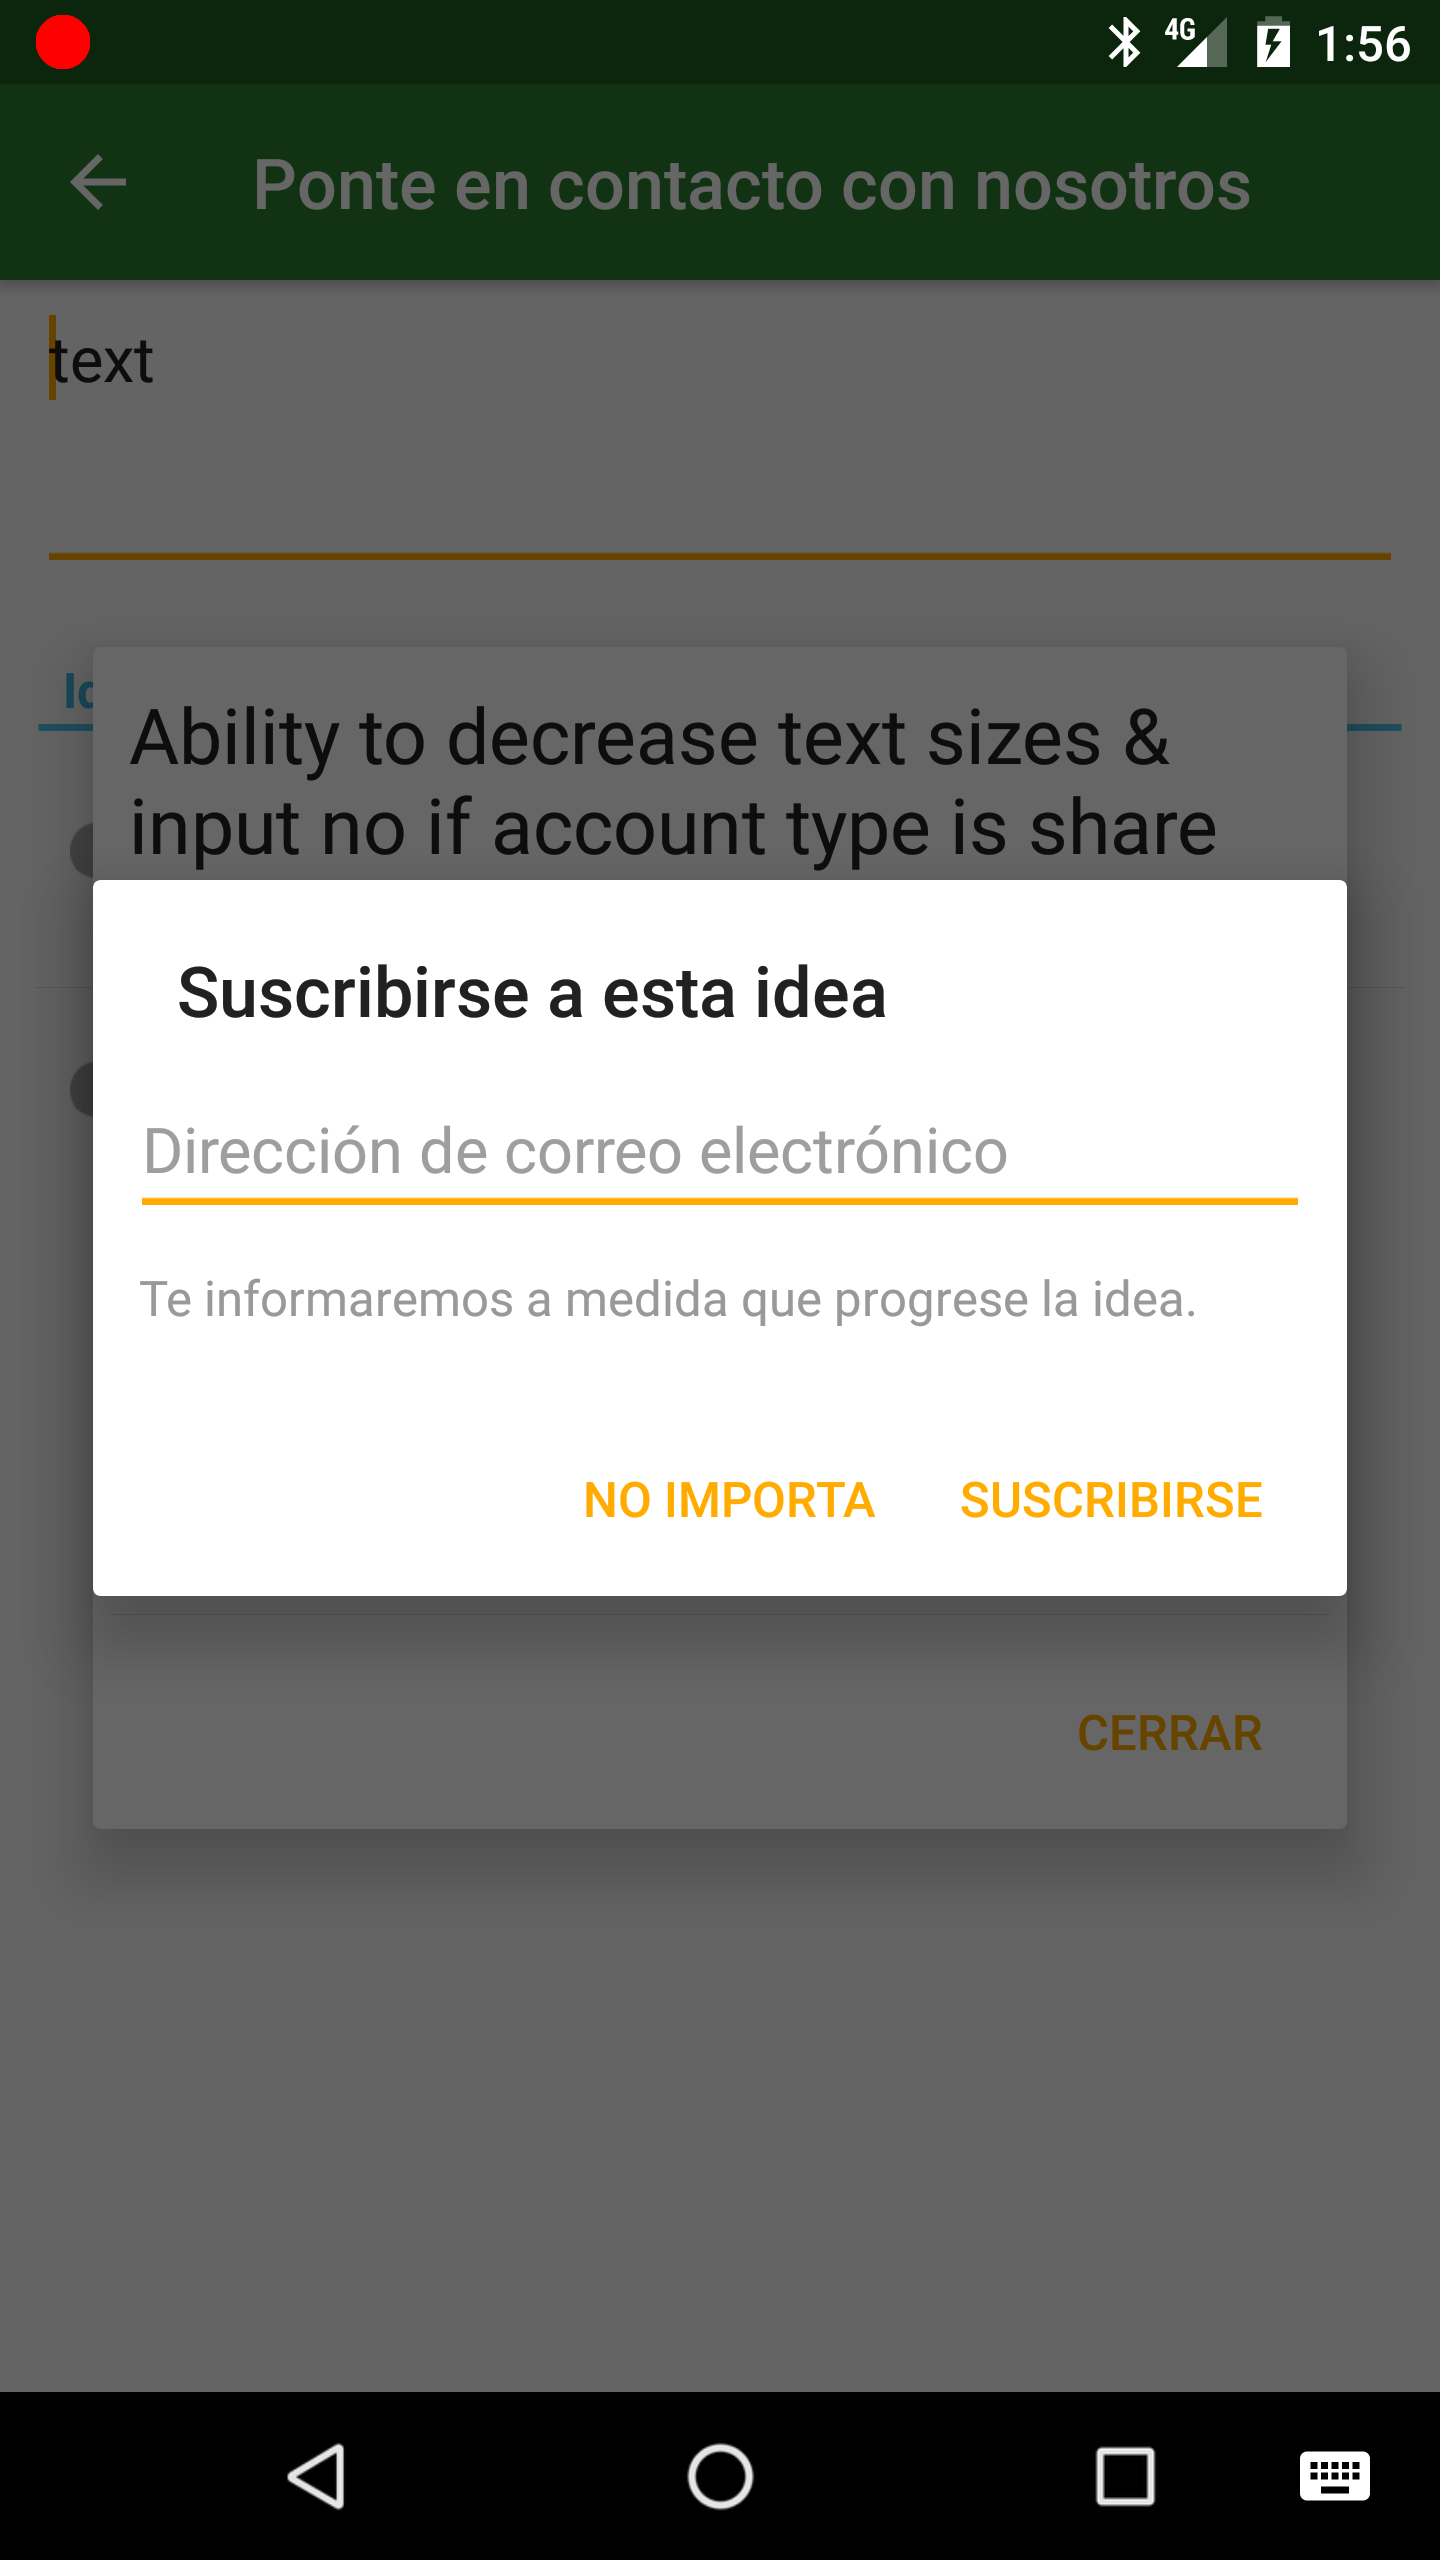 4G 1:56
Ponte en contacto con nosotros
text
Ability to decrease text sizes &
input no if account type is share
Suscribirse a esta idea
Dirección de correo electrónico
Te informaremos a medida que progrese la idea.
NO IMPORTA SUSCRIBIRSE
CERRAR